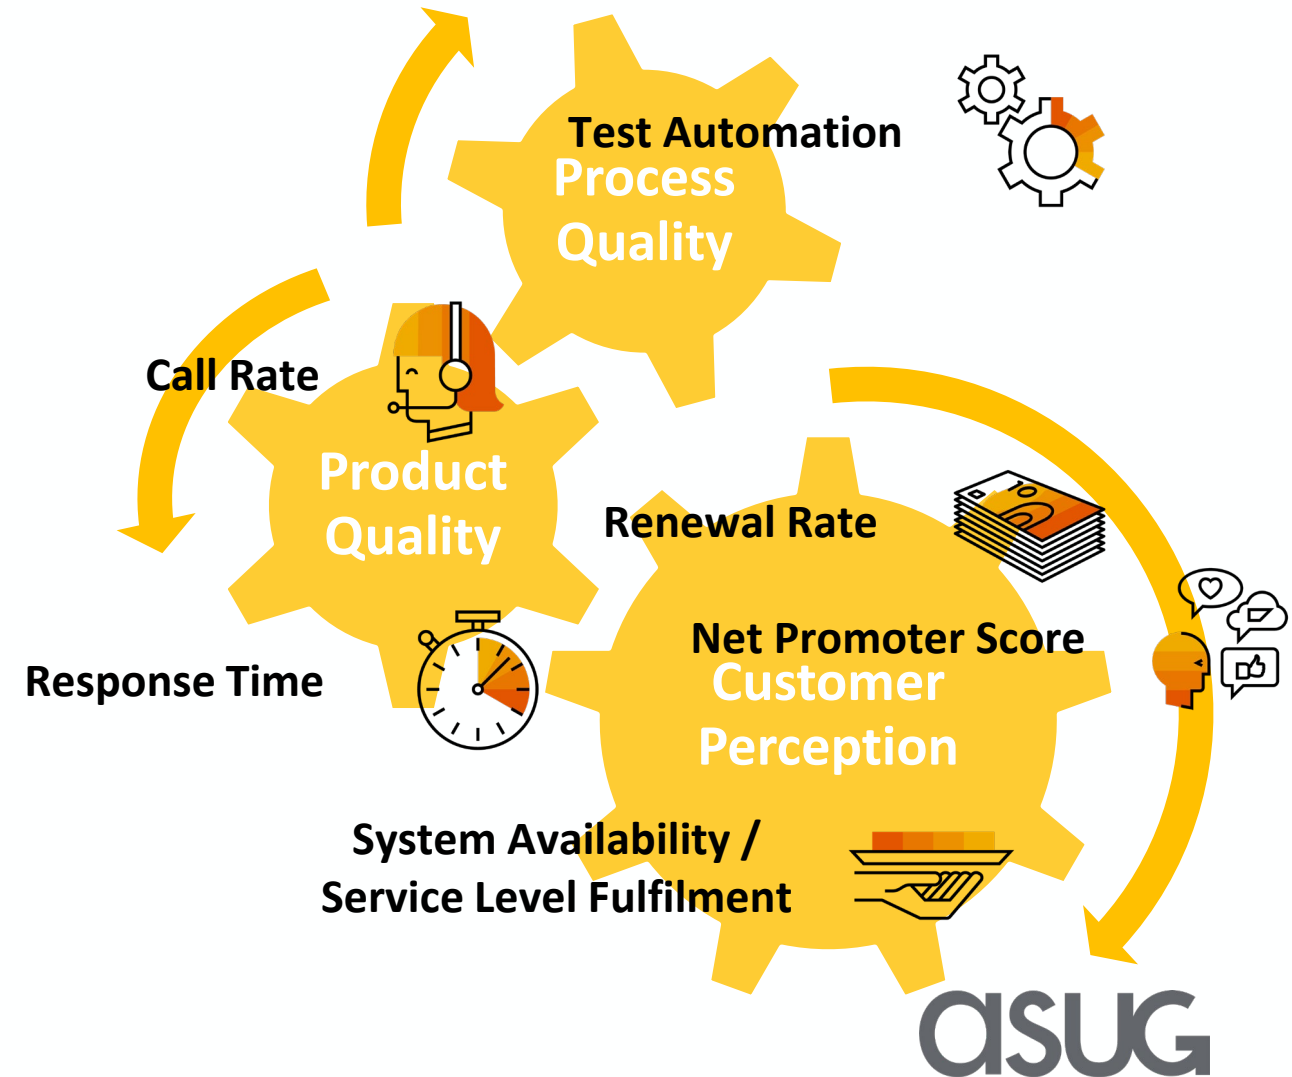 Test Automation
Process
Quality
Call Rate
Product
Quality
Renewal Rate
10
Net Promoter Score
Customer
Perception
Response Time
System Availability /
Service Level Fulfilment
asug